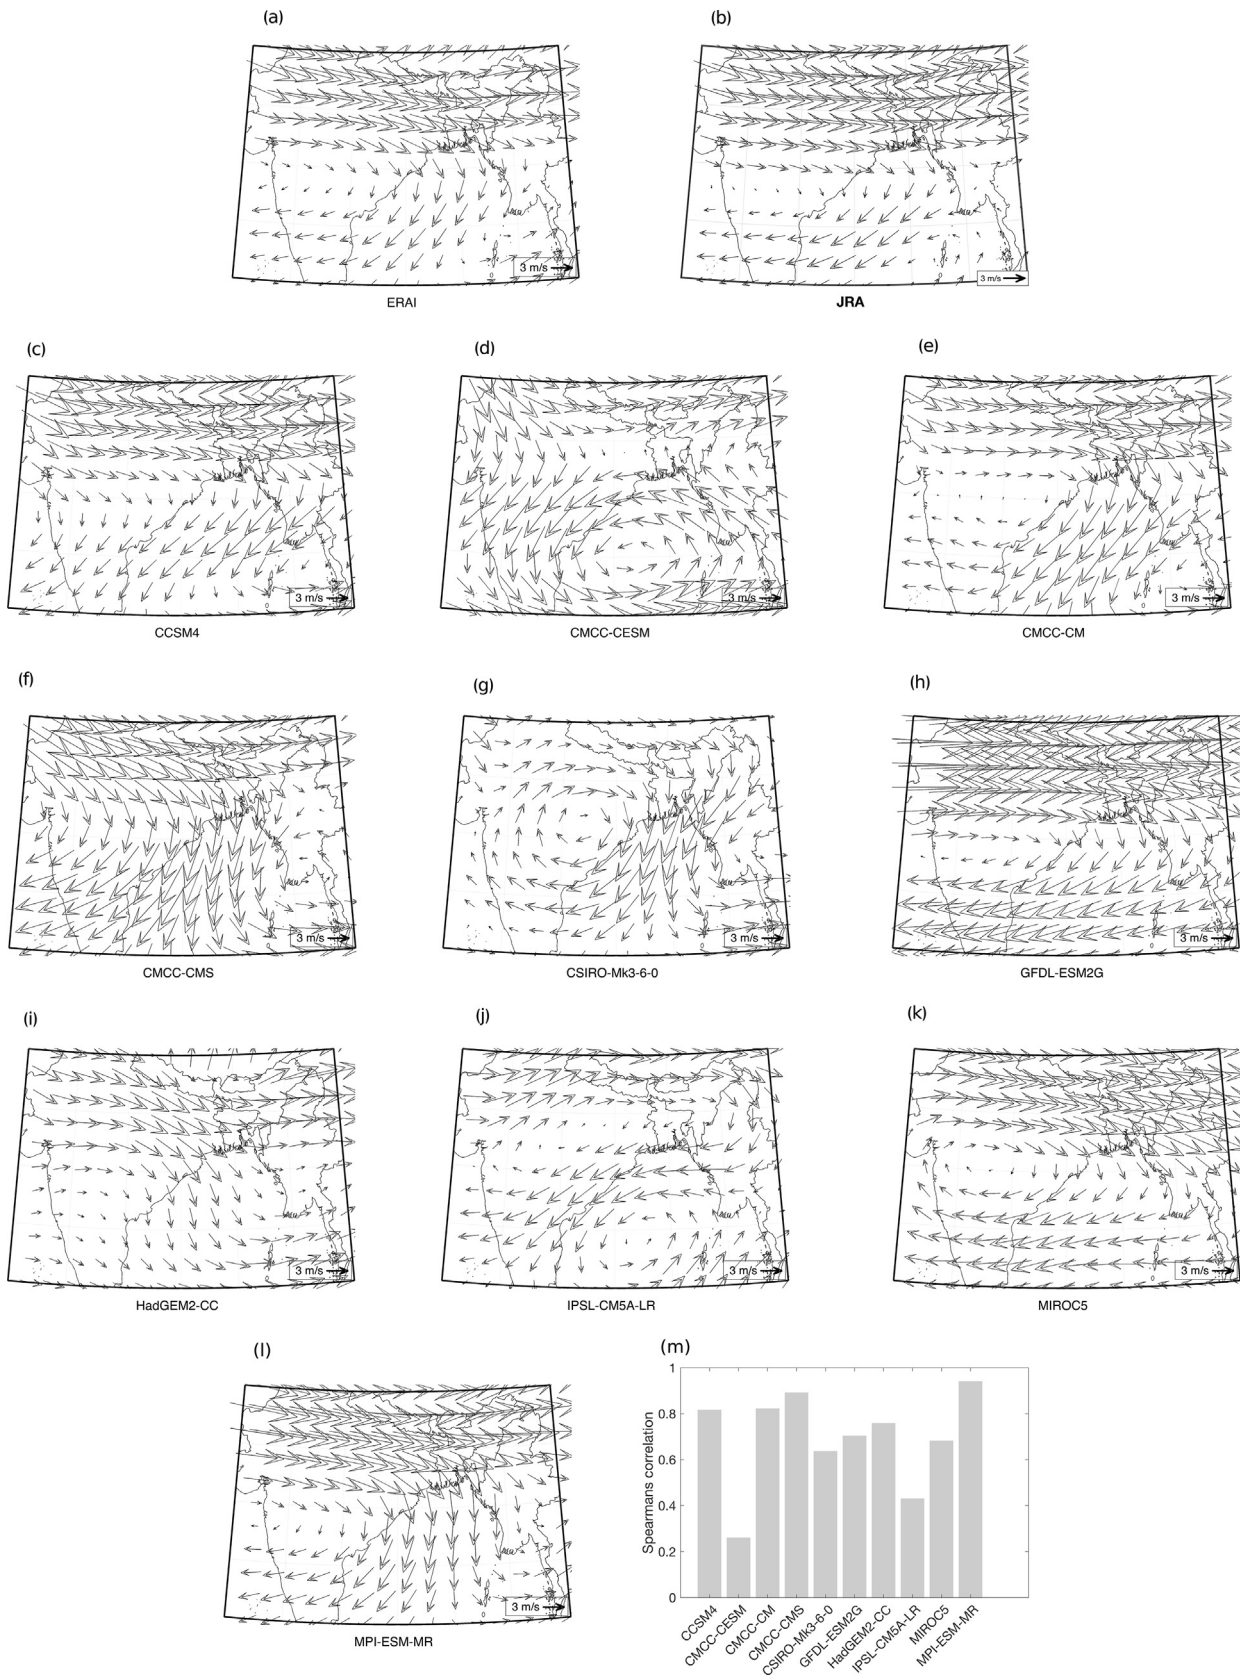 (a)
(b)
3 m/s
3 m/s
ERAI
JRA
(c)
(d)
(e)
3 m/s
3 m/s
3 m/s
CCSM4
CMCC-CESM
CMCC-CM
(f)
(g)
(h)
3 m/s
3 m/s
3 m/s
CMCC-CMS
CSIRO-Mk3-6-0
GFDL-ESM2G
(i)
(j)
(k)
3 m/s
3 m/s
3 m/s
HadGEM2-CC
IPSL-CM5A-LR
MIROC5
(l)
(m)
3 m/s
MPI-ESM-MR
Spearmans correlation
1
0.8
0.6
0.4
0.2
0
CCSM4
CMCC-CESM
CMCC-CM
CMCC-CMS
CSIRO-Mk3-6-0
GFDL-ESM2G
HadGEM2-CC
IPSL-CM5A-LR
MIROC5
MPI-ESM-MR